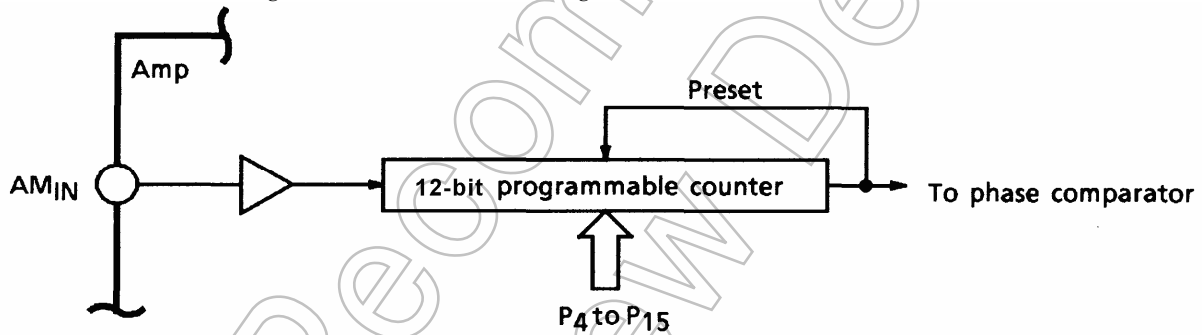 Amp
Preset
AMIN
12-bit programmable counter
To phase comparator
P4 to P15